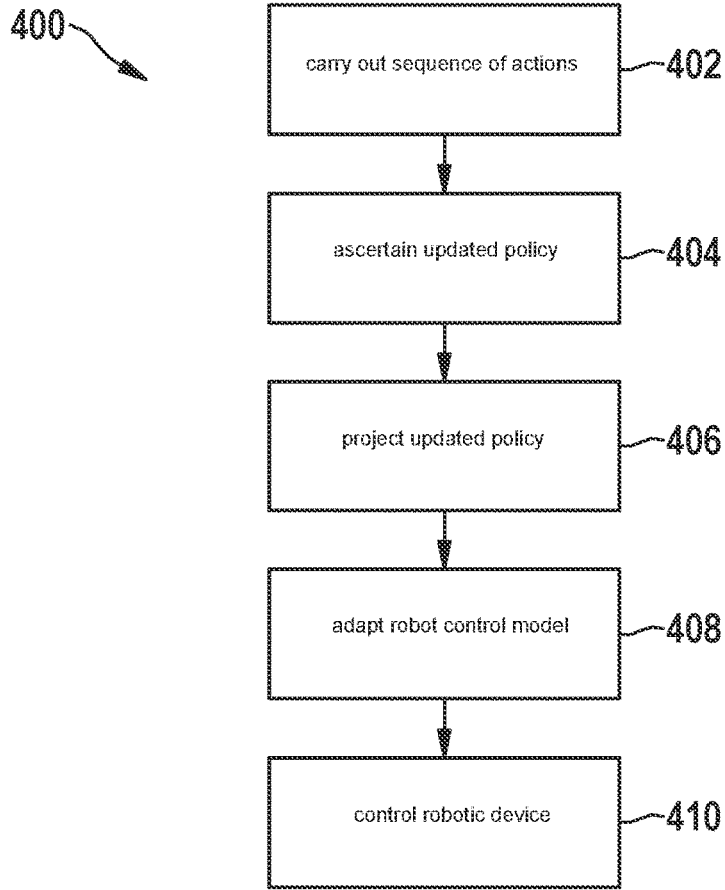 400
carry out sequence of actions
402
ascertain updated policy
404
project updated policy
406
adapt robot control model
408
control robotic device
410